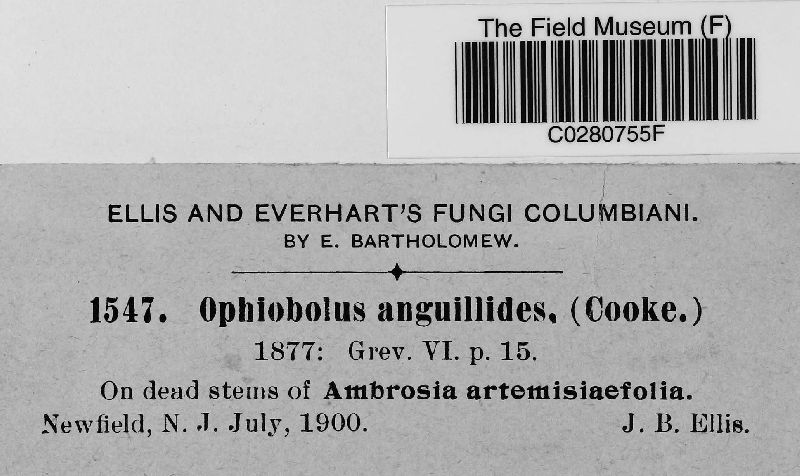 The Field Museum (F)
C0280755F
ELLIS AND EVERHART'S FUNGI COLUMBIANI.
BY E. BARTHOLOMEW.
1547. Ophiobolus anguillides, (Cooke.)
1877: Grev. VI. p. 15.
On dead stems of Ambrosia artemisiaefolia.
Newfield, N. J. July, 1900. J. B. Ellis.